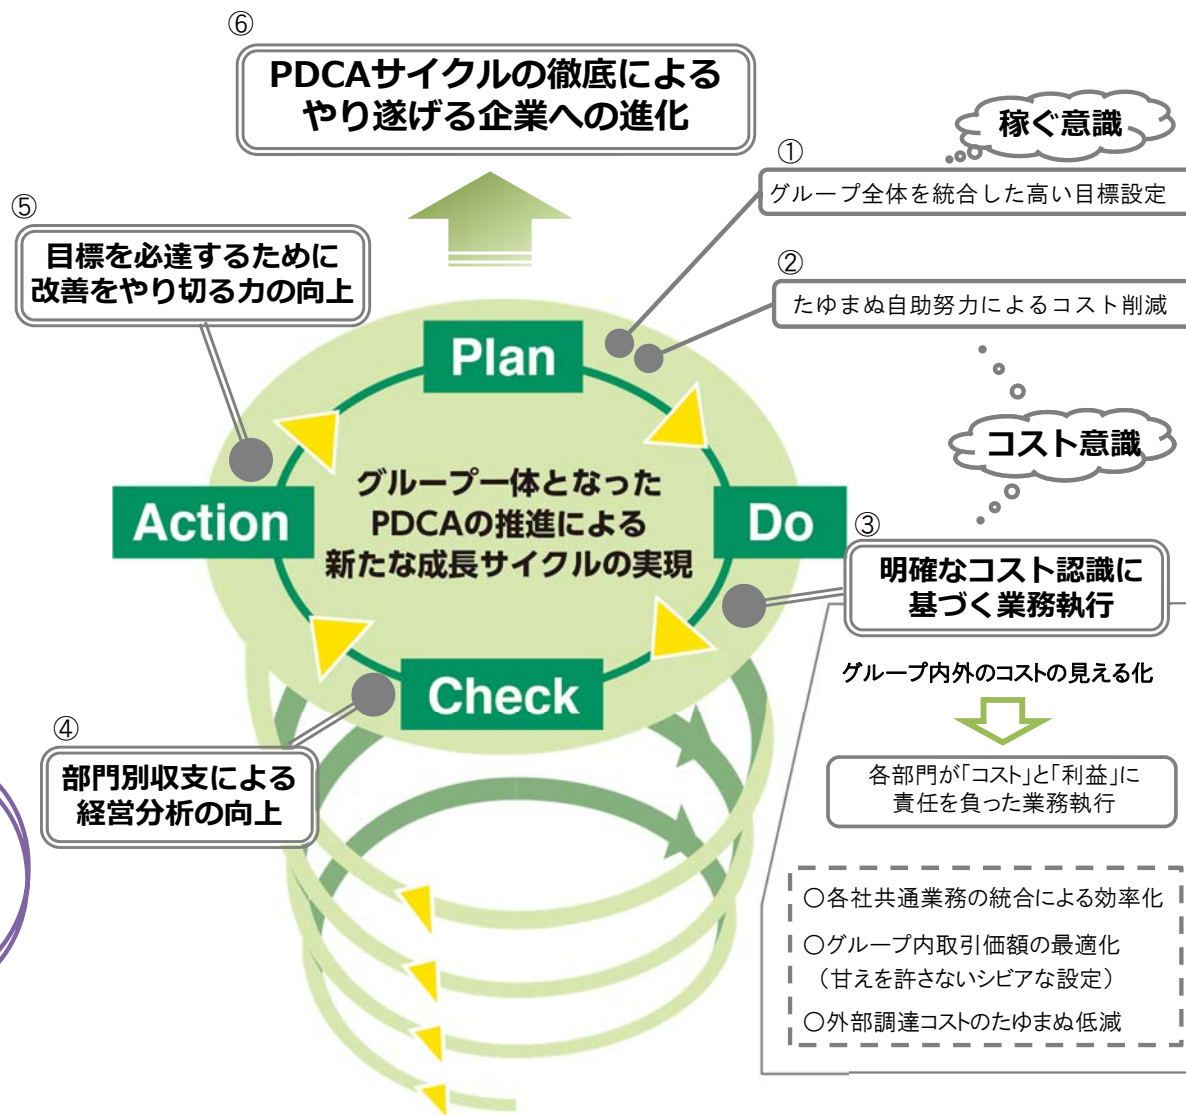 ⑥
PDCAサイクルの徹底による
やり遂げる企業への進化
稼ぐ意識
①
グループ全体を統合した高い目標設定
⑤
目標を必達するために
改善をやり切る力の向上
②
たゆまぬ自助努力によるコスト削減
Plan
コスト意識
グループ一体となった
PDCAの推進による
新たな成長サイクルの実現
Action
Do
③
明確なコスト認識に
基づく業務執行
グループ内外のコストの見える化
Check
④
部門別収支による
経営分析の向上
各部門が「コスト」と「利益」に
責任を負った業務執行
○各社共通業務の統合による効率化
○グループ内取引価額の最適化
（甘えを許さないシビアな設定）
○外部調達コストのたゆまぬ低減